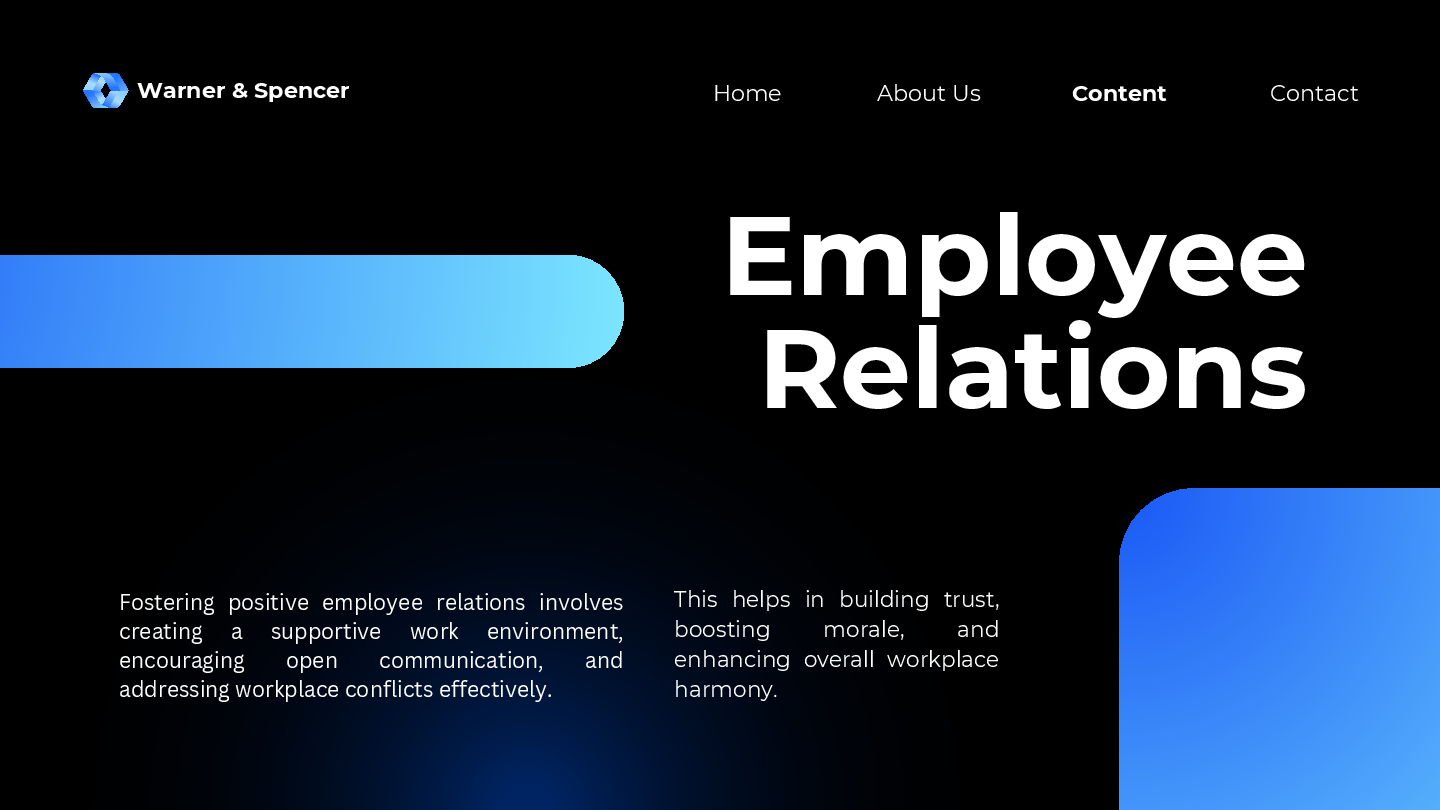 Warner & Spencer
Home
About Us
Content
Contact
Employee
Relations
Fostering positive employee relations involves
creating a supportive work environment,
encouraging open communication, and
addressing workplace conflicts effectively.
This helps in building trust,
boosting morale, and
enhancing overall workplace
harmony.